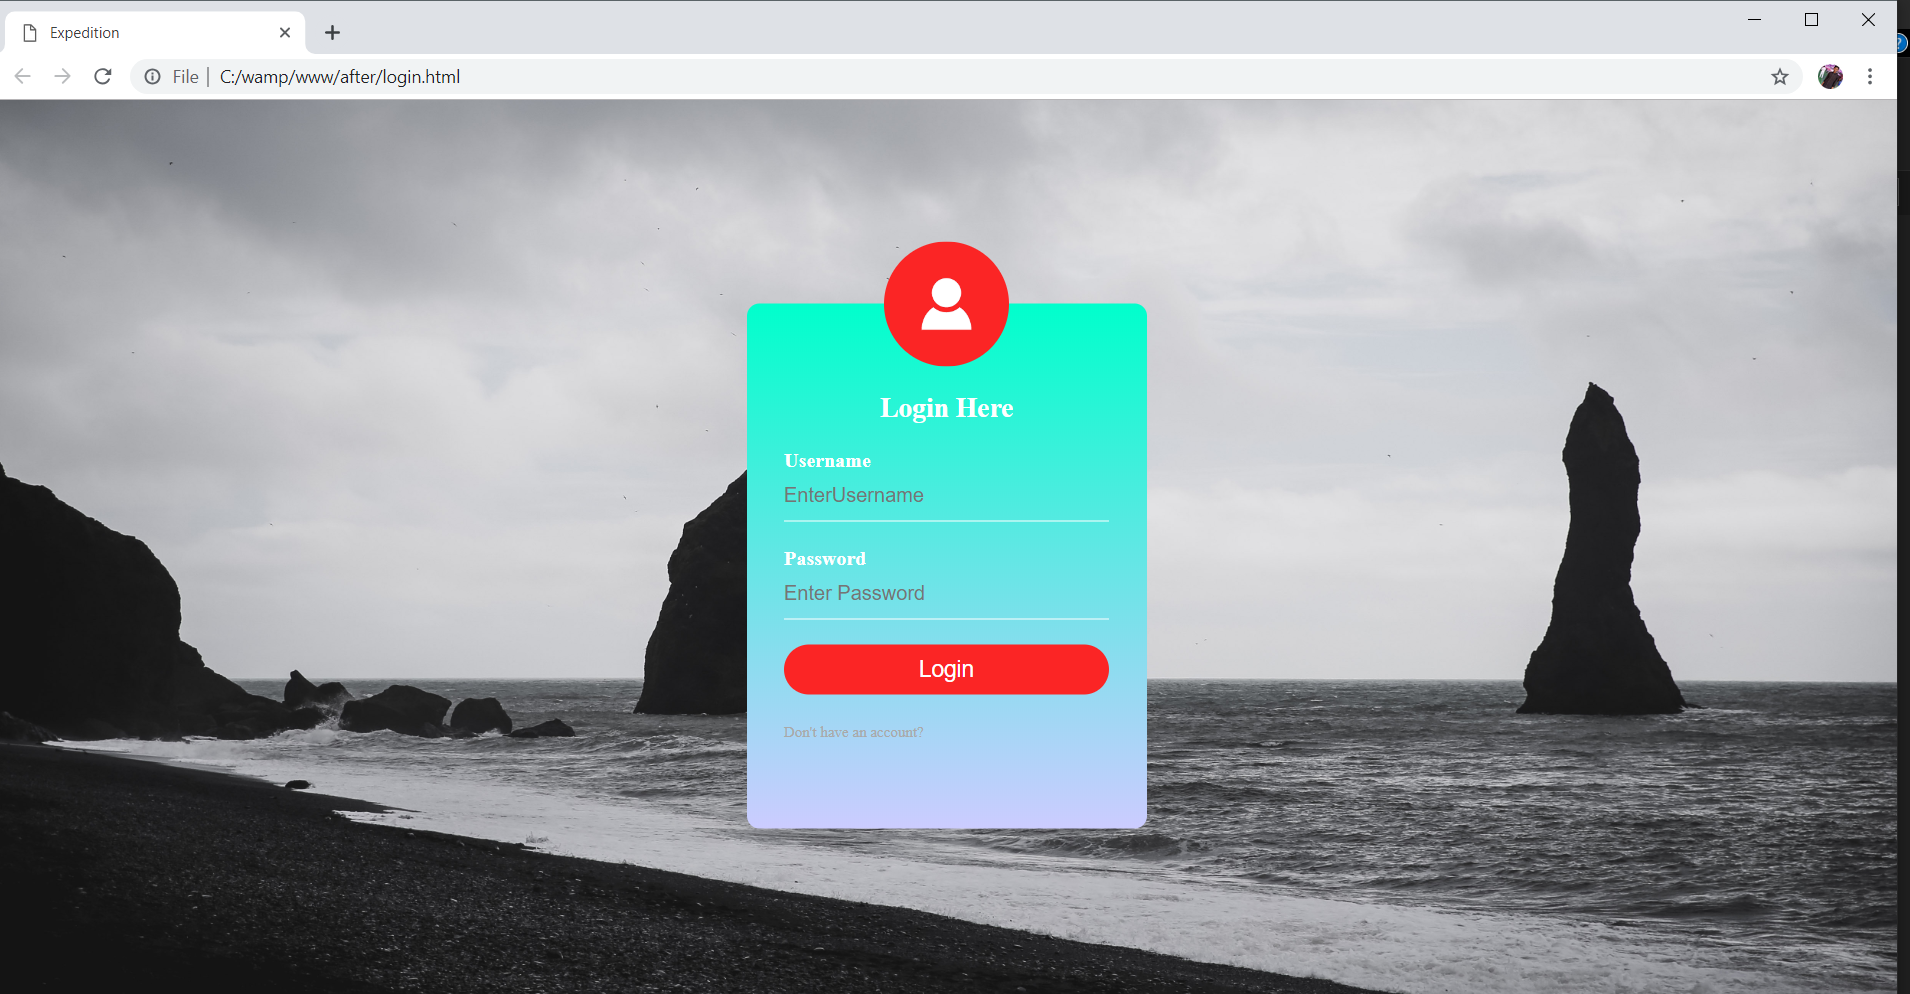 Expedition
File | C:/wamp/www/after/login.html
Login Here
Username
EnterUsername
Password
Enter Password
Login
Don't have an account?